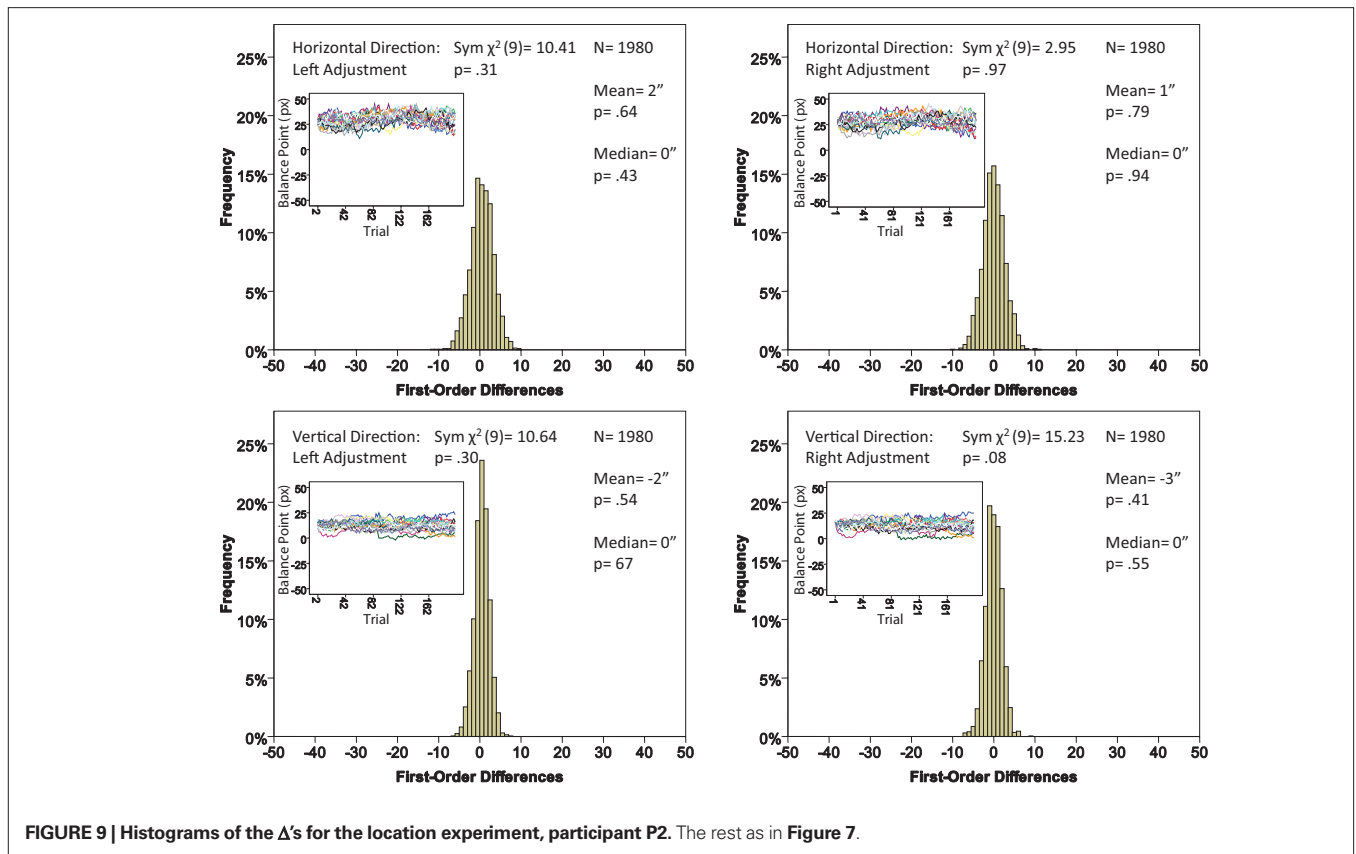 Horizontal Direction: Sym χ² (9)= 10.41 N= 1980
Left Adjustment p= .31
Mean= 2”
p= .64
Median= 0”
p= .43
Balance Point (px)
50
25
0
-25
-50
2 42 82 122 162
Trial
Frequency
25%
20%
15%
10%
5%
0%
-50 -40 -30 -20 -10 0 10 20 30 40 50
First-Order Differences
Horizontal Direction: Sym χ² (9)= 2.95 N= 1980
Right Adjustment p= .97
Mean= 1”
p= .79
Median= 0”
p= .94
Balance Point (px)
50
25
0
-25
-50
1 41 81 121 161
Trial
Frequency
25%
20%
15%
10%
5%
0%
-50 -40 -30 -20 -10 0 10 20 30 40 50
First-Order Differences
Vertical Direction: Sym χ² (9)= 10.64 N= 1980
Left Adjustment p= .30
Mean= -2”
p= .54
Median= 0”
p= 67
Balance Point (px)
50
25
0
-25
-50
2 42 82 122 162
Trial
Frequency
25%
20%
15%
10%
5%
0%
-50 -40 -30 -20 -10 0 10 20 30 40 50
First-Order Differences
Vertical Direction: Sym χ² (9)= 15.23 N= 1980
Right Adjustment p= .08
Mean= -3”
p= .41
Median= 0”
p= .55
Balance Point (px)
50
25
0
-25
-50
1 41 81 121 161
Trial
Frequency
25%
20%
15%
10%
5%
0%
-50 -40 -30 -20 -10 0 10 20 30 40 50
First-Order Differences
FIGURE 9 | Histograms of the Δ’s for the location experiment, participant P2. The rest as in Figure 7.